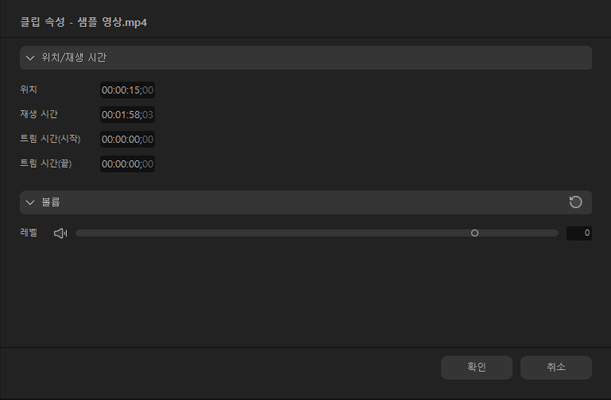 클립 속성 - 샘플 영상.mp4
위치/재생 시간
위치 00:00:15;00
재생 시간 00:01:58;03
트림 시간(시작) 00:00:00;00
트림 시간(끝) 00:00:00;00
볼륨
레벨 0
확인 취소